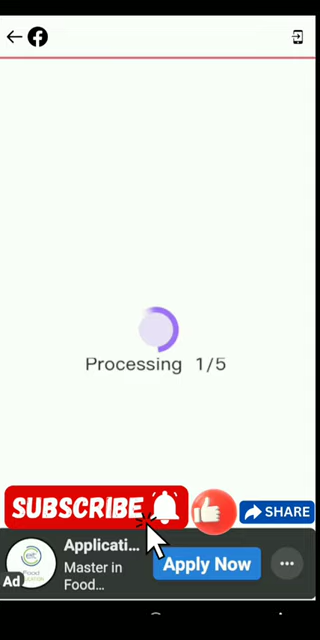 Processing 1/5
SUBSCRIBE
SHARE
Applicati...
Master in
Food...
Apply Now
Ad